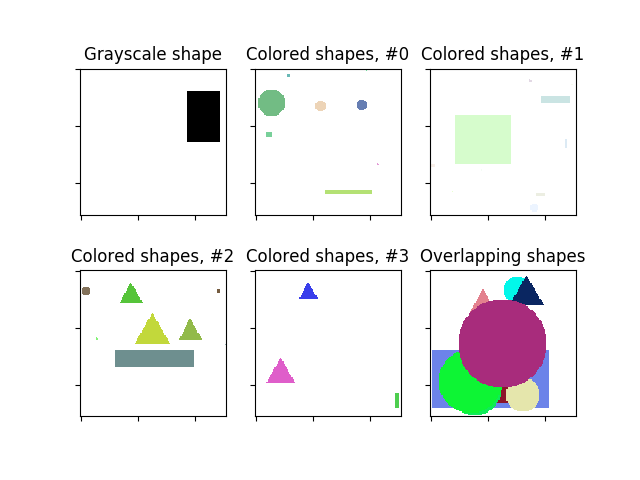 Grayscale shape
Colored shapes, #0
Colored shapes, #1
Colored shapes, #2
Colored shapes, #3
Overlapping shapes